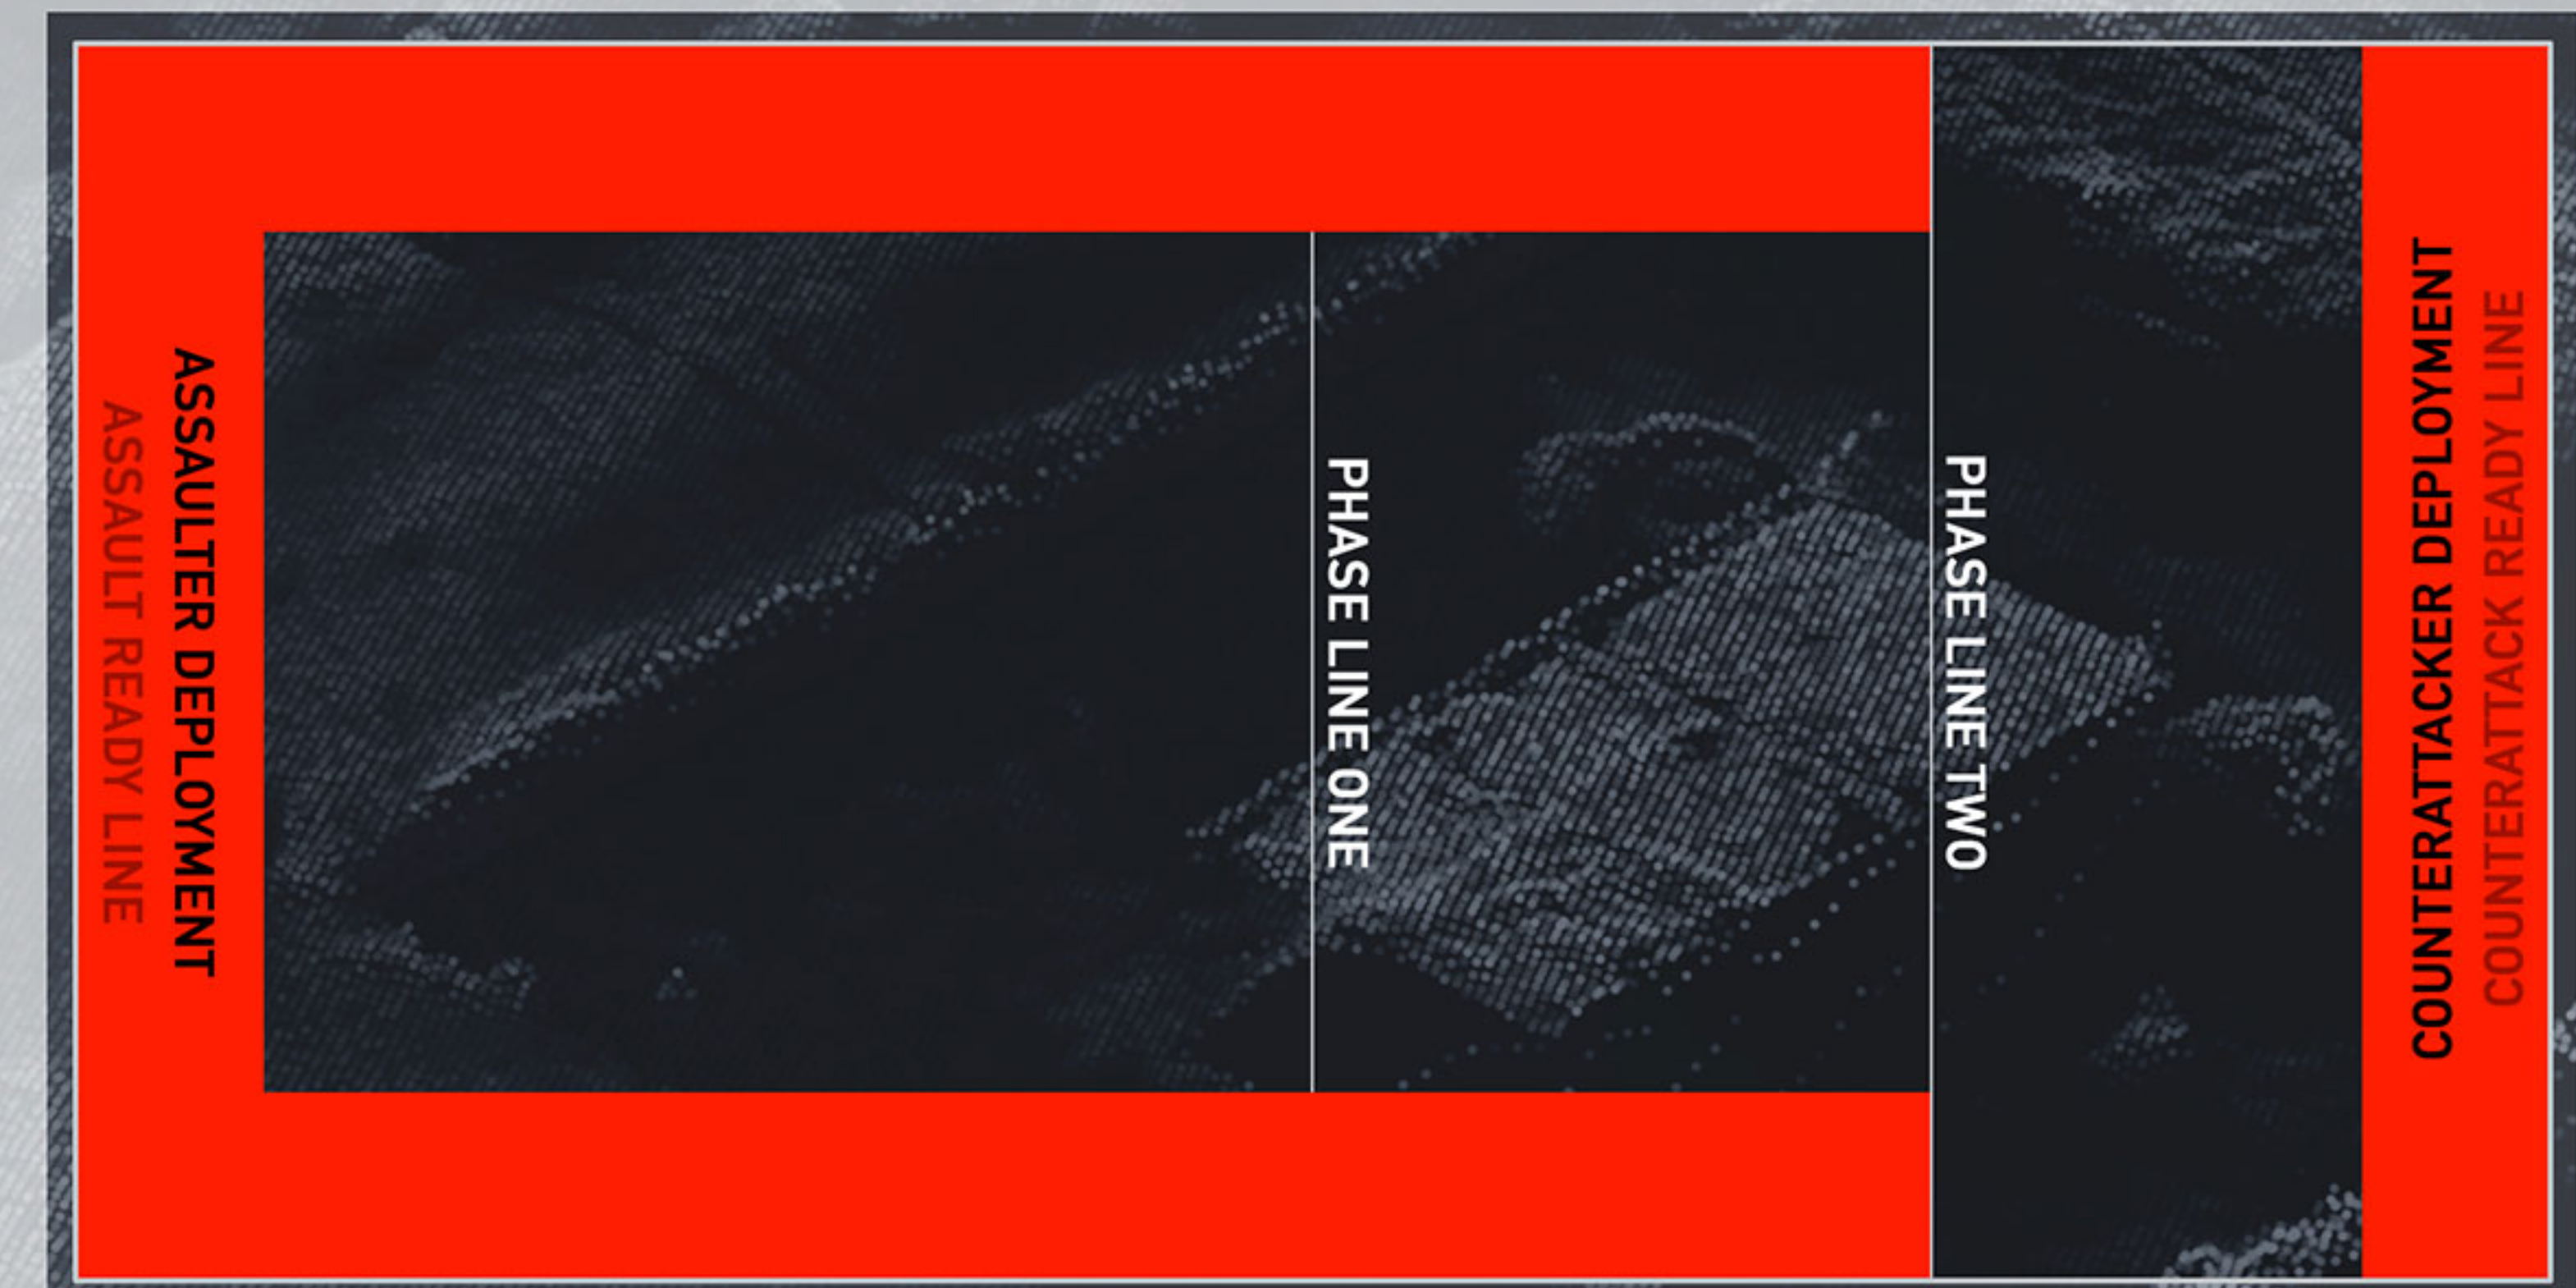 ASSAULT READY LINE
ASSAULTER DEPLOYMENT
PHASE LINE ONE
PHASE LINE TWO
COUNTERATTACKER DEPLOYMENT
COUNTERATTACK READY LINE